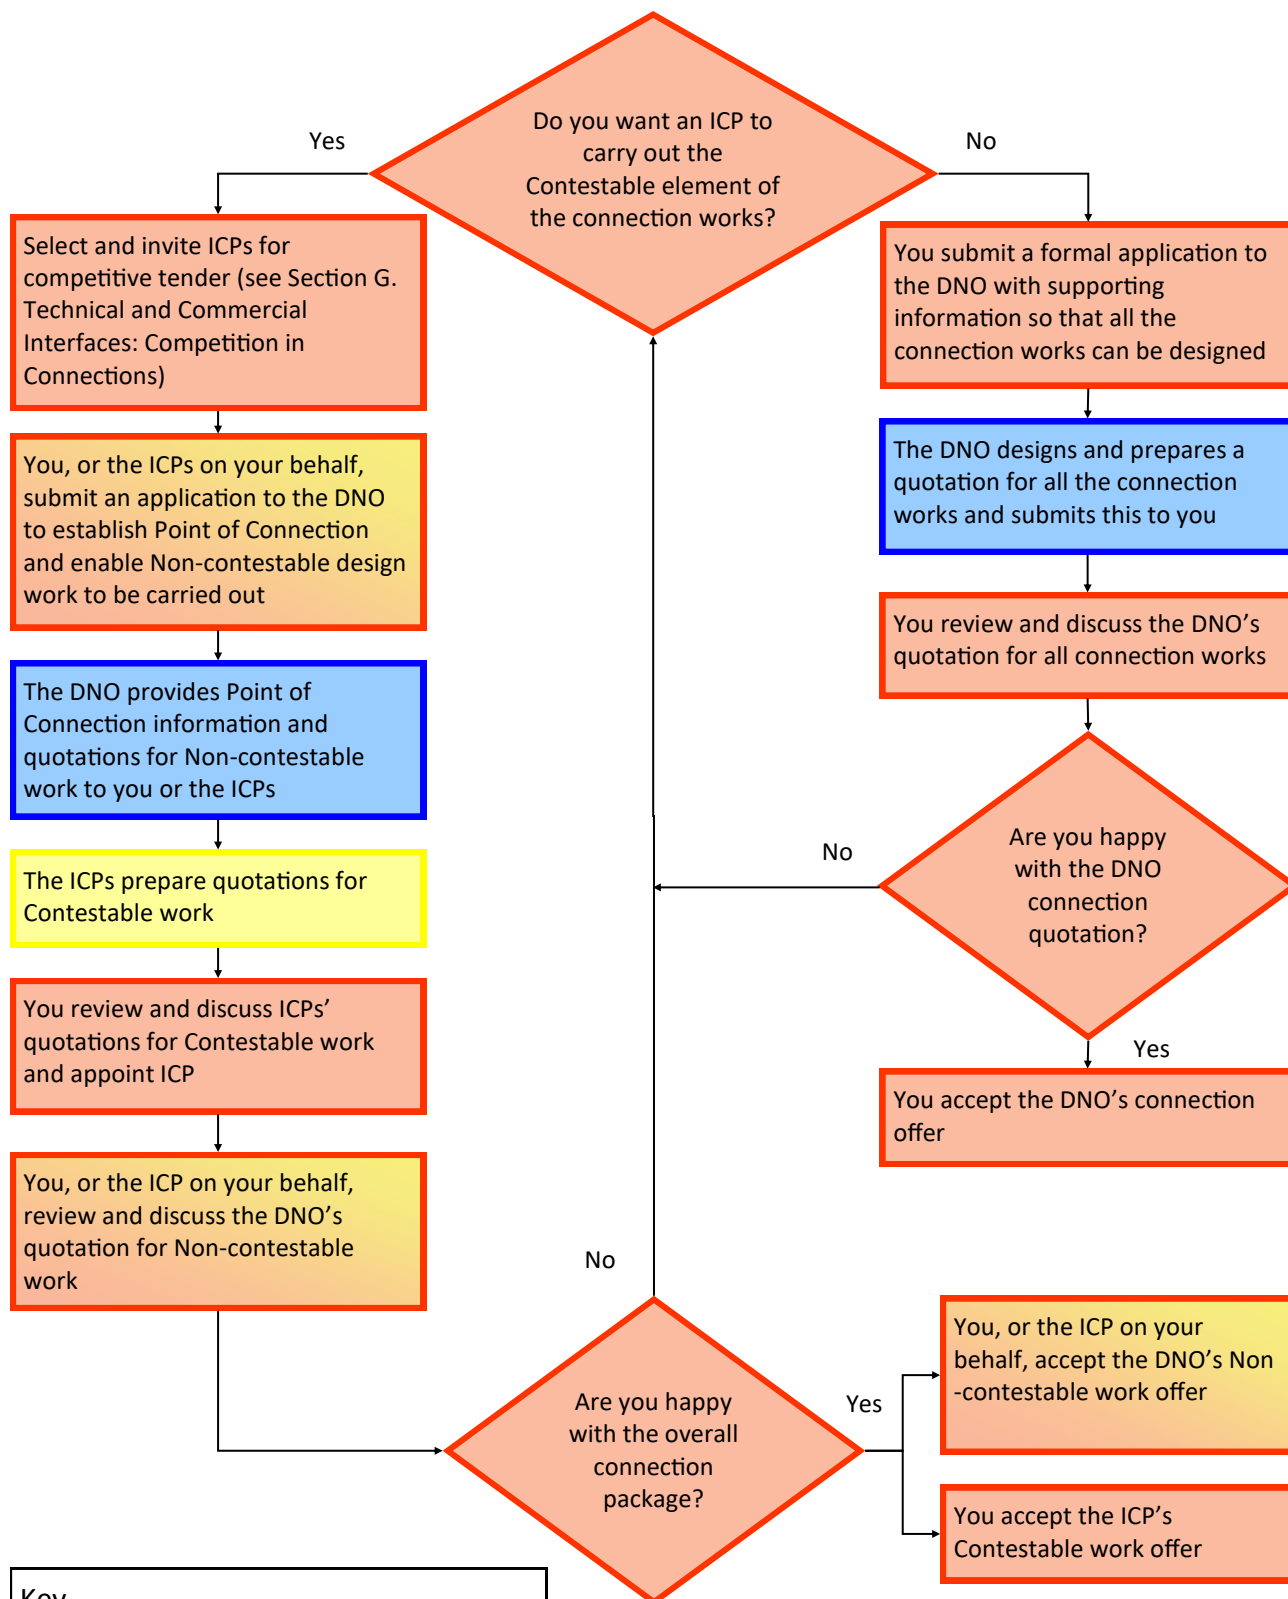 Do you want an ICP to
carry out the
Contestable element of
the connection works?
Yes
No
Select and invite ICPs for
competitive tender (see Section G.
Technical and Commercial
Interfaces: Competition in
Connections)
You, or the ICPs on your behalf,
submit an application to the DNO
to establish Point of Connection
and enable Non-contestable design
work to be carried out
The DNO provides Point of
Connection information and
quotations for Non-contestable
work to you or the ICPs
The ICPs prepare quotations for
Contestable work
You review and discuss ICPs’
quotations for Contestable work
and appoint ICP
You, or the ICP on your behalf,
review and discuss the DNO’s
quotation for Non-contestable
work
You submit a formal application to
the DNO with supporting
information so that all the
connection works can be designed
The DNO designs and prepares a
quotation for all the connection
works and submits this to you
You review and discuss the DNO’s
quotation for all connection works
Are you happy
with the DNO
connection
quotation?
No
Yes
You accept the DNO’s connection
offer
No
Are you happy
with the overall
connection
package?
Yes
You, or the ICP on your
behalf, accept the DNO’s Non
-contestable work offer
You accept the ICP’s
Contestable work offer
Key